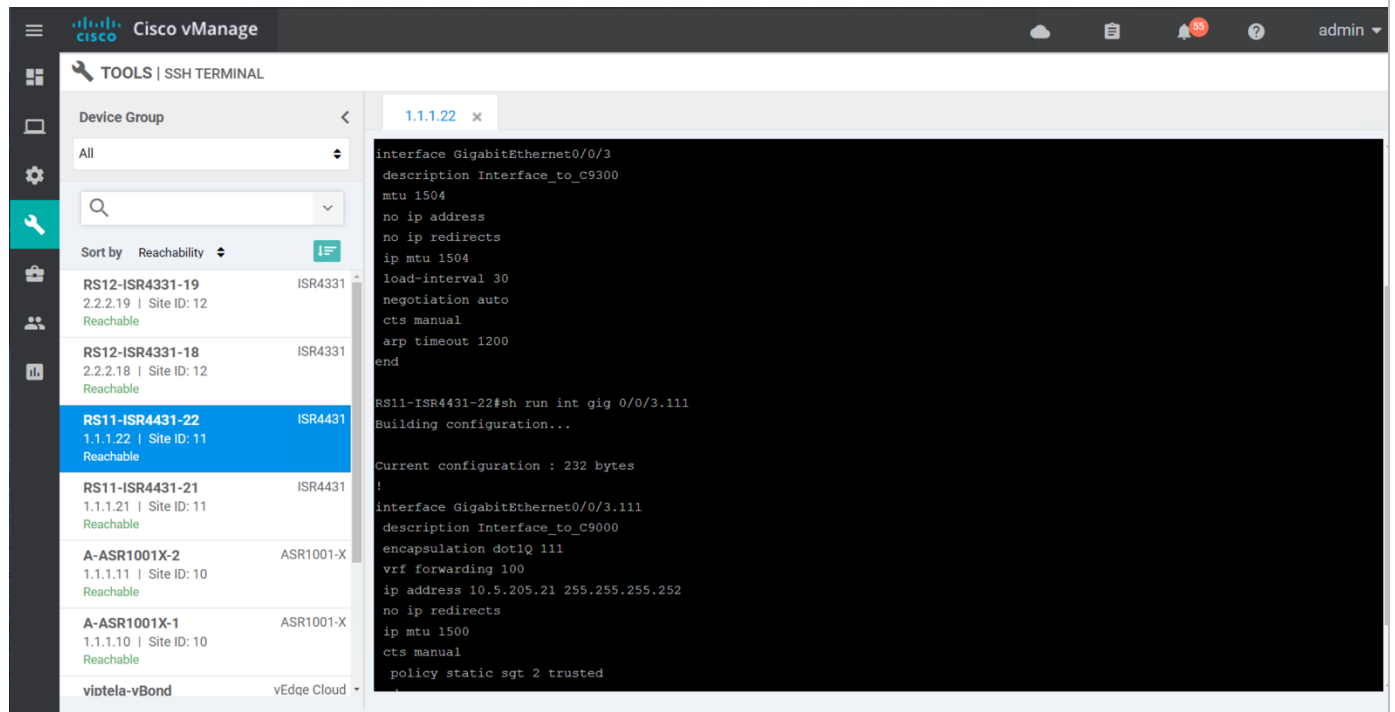 cisco Cisco vManage
55
admin
TOOLS | SSH TERMINAL
Device Group
All
Sort by Reachability
RS12-ISR4331-19 ISR4331
2.2.2.19 | Site ID: 12
Reachable
RS12-ISR4331-18 ISR4331
2.2.2.18 | Site ID: 12
Reachable
RS11-ISR4431-22 ISR4431
1.1.1.22 | Site ID: 11
Reachable
RS11-ISR4431-21 ISR4431
1.1.1.21 | Site ID: 11
Reachable
A-ASR1001X-2 ASR1001-X
1.1.1.11 | Site ID: 10
Reachable
A-ASR1001X-1 ASR1001-X
1.1.1.10 | Site ID: 10
Reachable
viptela-vBond vEdge Cloud
1.1.1.22 ×
interface GigabitEthernet0/0/3
description Interface_to_C9300
mtu 1504
no ip address
no ip redirects
ip mtu 1504
load-interval 30
negotiation auto
cts manual
arp timeout 1200
end
RS11-ISR4431-22#sh run int gig 0/0/3.111
Building configuration...
Current configuration : 232 bytes
!
interface GigabitEthernet0/0/3.111
description Interface_to_C9000
encapsulation dot1Q 111
vrf forwarding 100
ip address 10.5.205.21 255.255.255.252
no ip redirects
ip mtu 1500
cts manual
policy static sgt 2 trusted